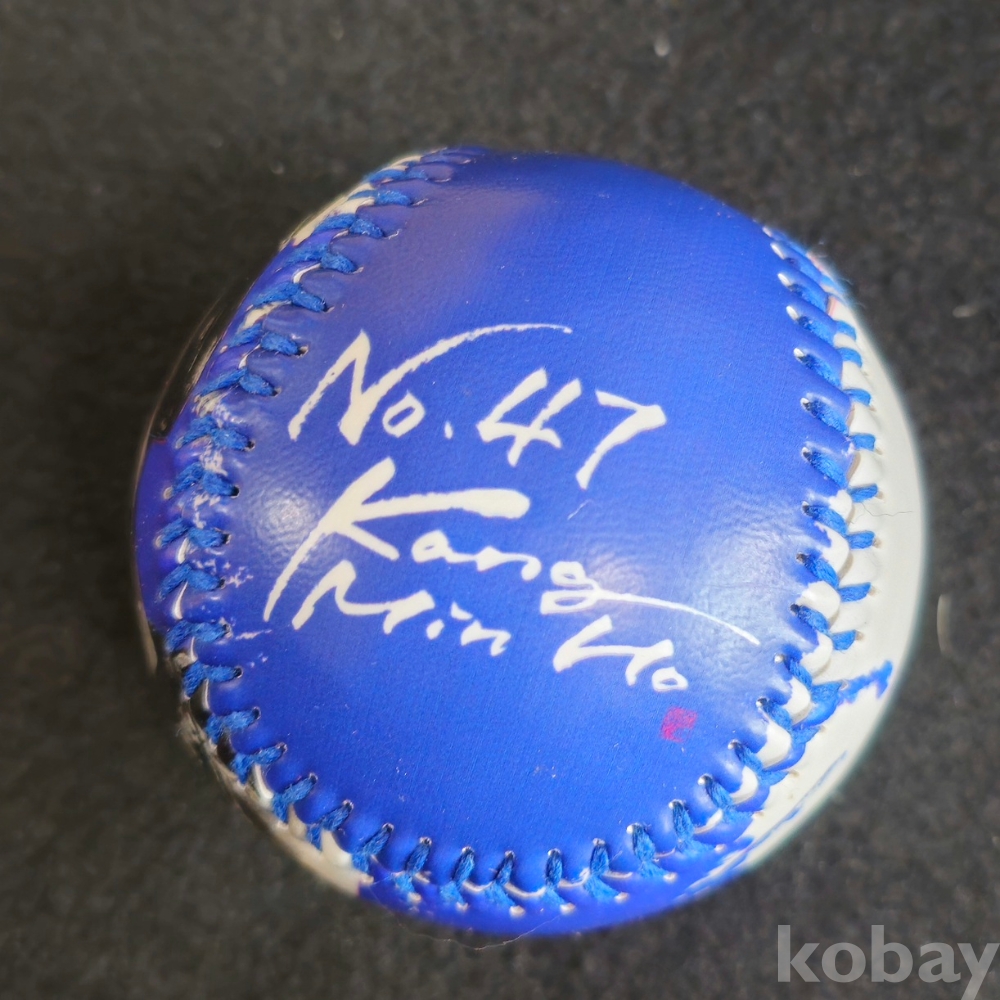 No. 47
Kang
Min Ho
kobay